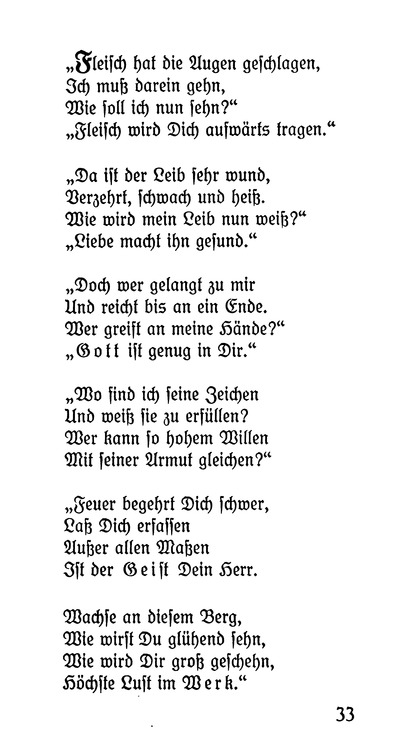 „Fleisch hat die Augen geschlagen,
Ich muß darein gehn,
Wie soll ich nun sehn?“
„Fleisch wird Dich aufwärts tragen.“
„Da ist der Leib sehr wund,
Verzehrt, schwach und heiß.
Wie wird mein Leib nun weiß?“
„Liebe macht ihn gesund.“
„Doch wer gelangt zu mir
Und reicht bis an ein Ende.
Wer greift an meine Hände?“
„Gott ist genug in Dir.“
„Wo find ich seine Zeichen
Und weiß sie zu erfüllen?
Wer kann so hohem Willen
Mit seiner Armut gleichen?“
„Feuer begehrt Dich schwer,
Laß Dich erfassen
Außer allen Maßen
Ist der Geist Dein Herr.
Wachse an diesem Berg,
Wie wirst Du glühend sehn,
Wie wird Dir groß geschehn,
Höchste Lust im Werk.“
33